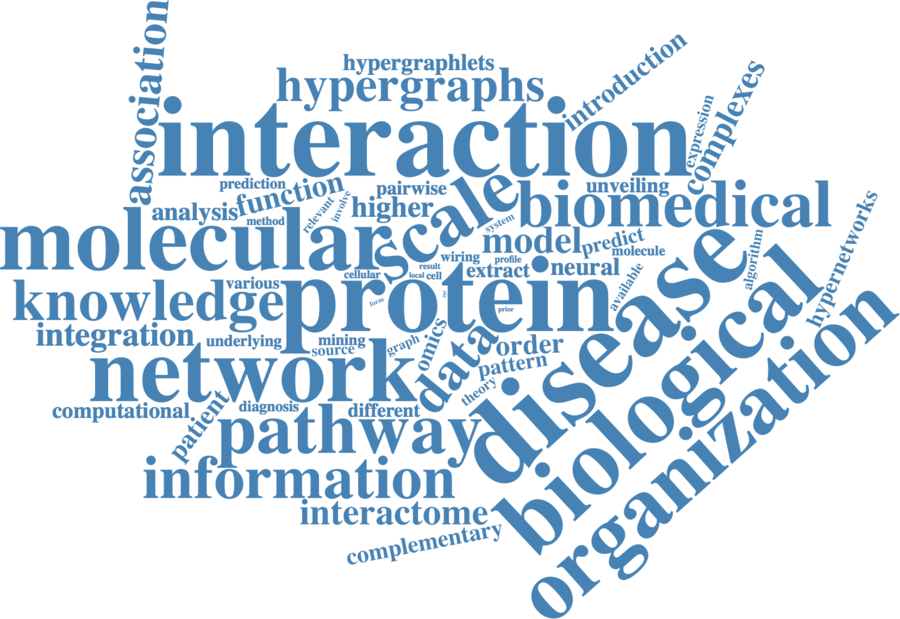 association
hypergraphlets
introduction
hypergraphs
interaction
expression
complexes
prediction
function
pairwise
unveiling
analysis
method
relevant
involve
higher
scale
system
biomedical
molecular
model
predict
molecule
wiring
profile
result
local
cell
cellular
extract
neural
available
algorithm
hypernetworks
knowledge
various
protein
form
prior
disease
integration
underlying
mining
source
graph
omics
data
order
pattern
theory
network
biological
computational
patient
diagnosis
different
pathway
organization
information
interactome
complementary